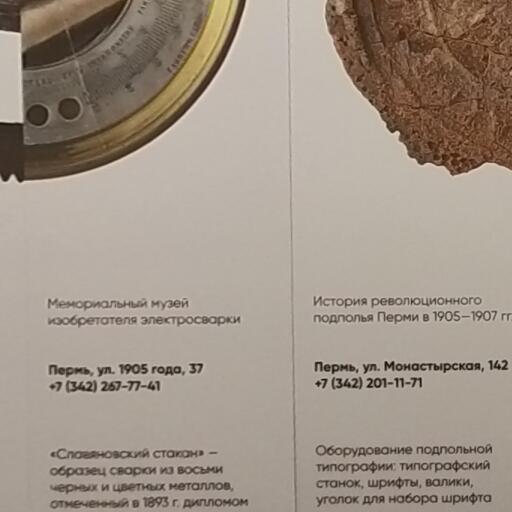 Мемориальный музей
изобретателя электросварки
Пермь, ул. 1905 года, 37
+7 (342) 267-77-41
«Славяновский стакан» —
образец сварки из восьми
черных и цветных металлов,
отмеченный в 1893 г. дипломом
История революционного
подполья Перми в 1905—1907 гг.
Пермь, ул. Монастырская, 142
+7 (342) 201-11-71
Оборудование подпольной
типографии: типографский
станок, шрифты, валики,
уголок для набора шрифта